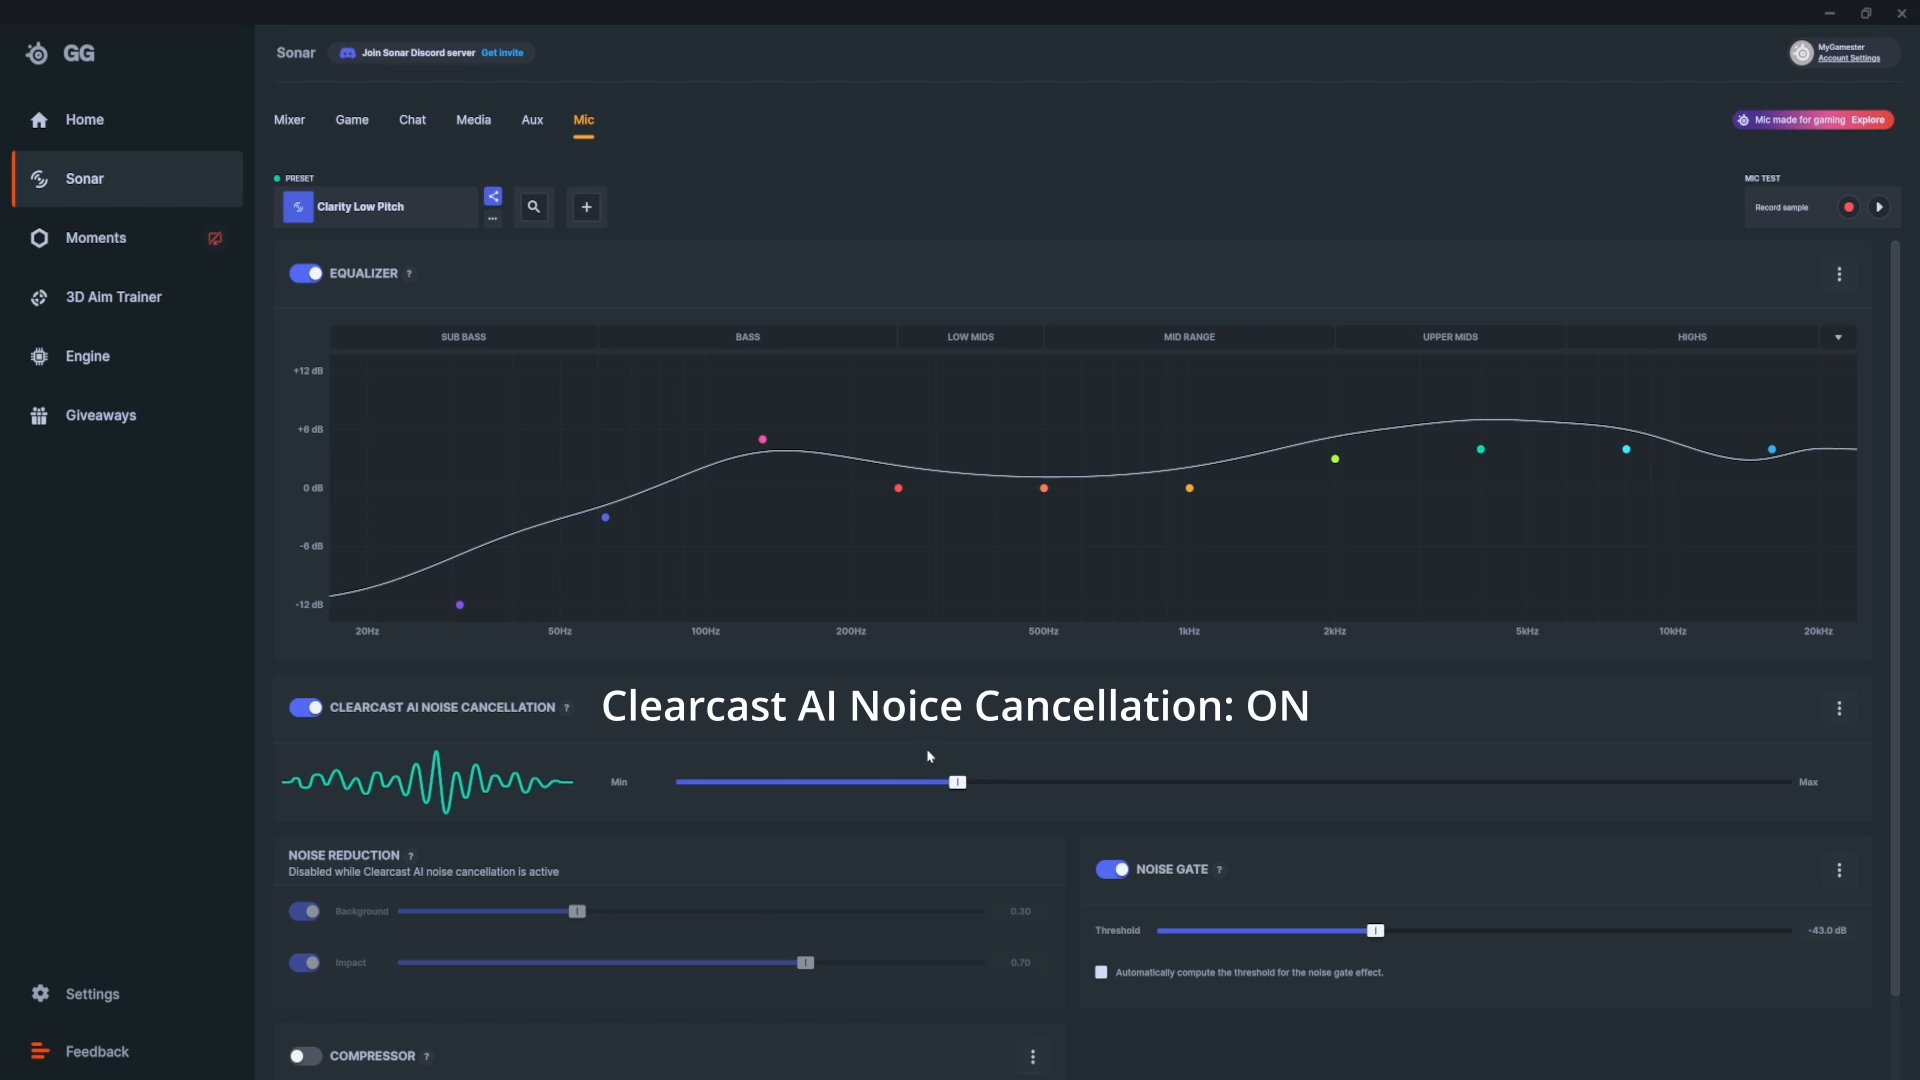 GG
Sonar
Join Sonar Discord server Get invite
MyGamester
Account Settings
Home
Sonar
Moments
3D Aim Trainer
Engine
Giveaways
Settings
Feedback
Mixer Game Chat Media Aux Mic
Mic made for gaming Explore
PRESET
Clarity Low Pitch
MIC TEST
Record sample
EQUALIZER ?
SUB BASS BASS LOW MIDS MID RANGE UPPER MIDS HIGHS
+12 dB
+6 dB
0 dB
-6 dB
-12 dB
20Hz 50Hz 100Hz 200Hz 500Hz 1kHz 2kHz 5kHz 10kHz 20kHz
CLEARCAST AI NOISE CANCELLATION ?
Clearcast AI Noice Cancellation: ON
Min Max
NOISE REDUCTION ?
Disabled while Clearcast AI noise cancellation is active
Background 0.30
Impact 0.70
NOISE GATE ?
Threshold -43.0 dB
Automatically compute the threshold for the noise gate effect.
COMPRESSOR ?